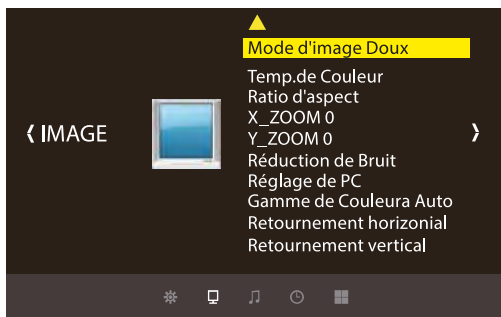 Mode d'image Doux
Temp.de Couleur
Ratio d'aspect
X_ZOOM 0
IMAGE
Y_ZOOM 0
Réduction de Bruit
Réglage de PC
Gamme de Couleura Auto
Retournement horizonial
Retournement vertical